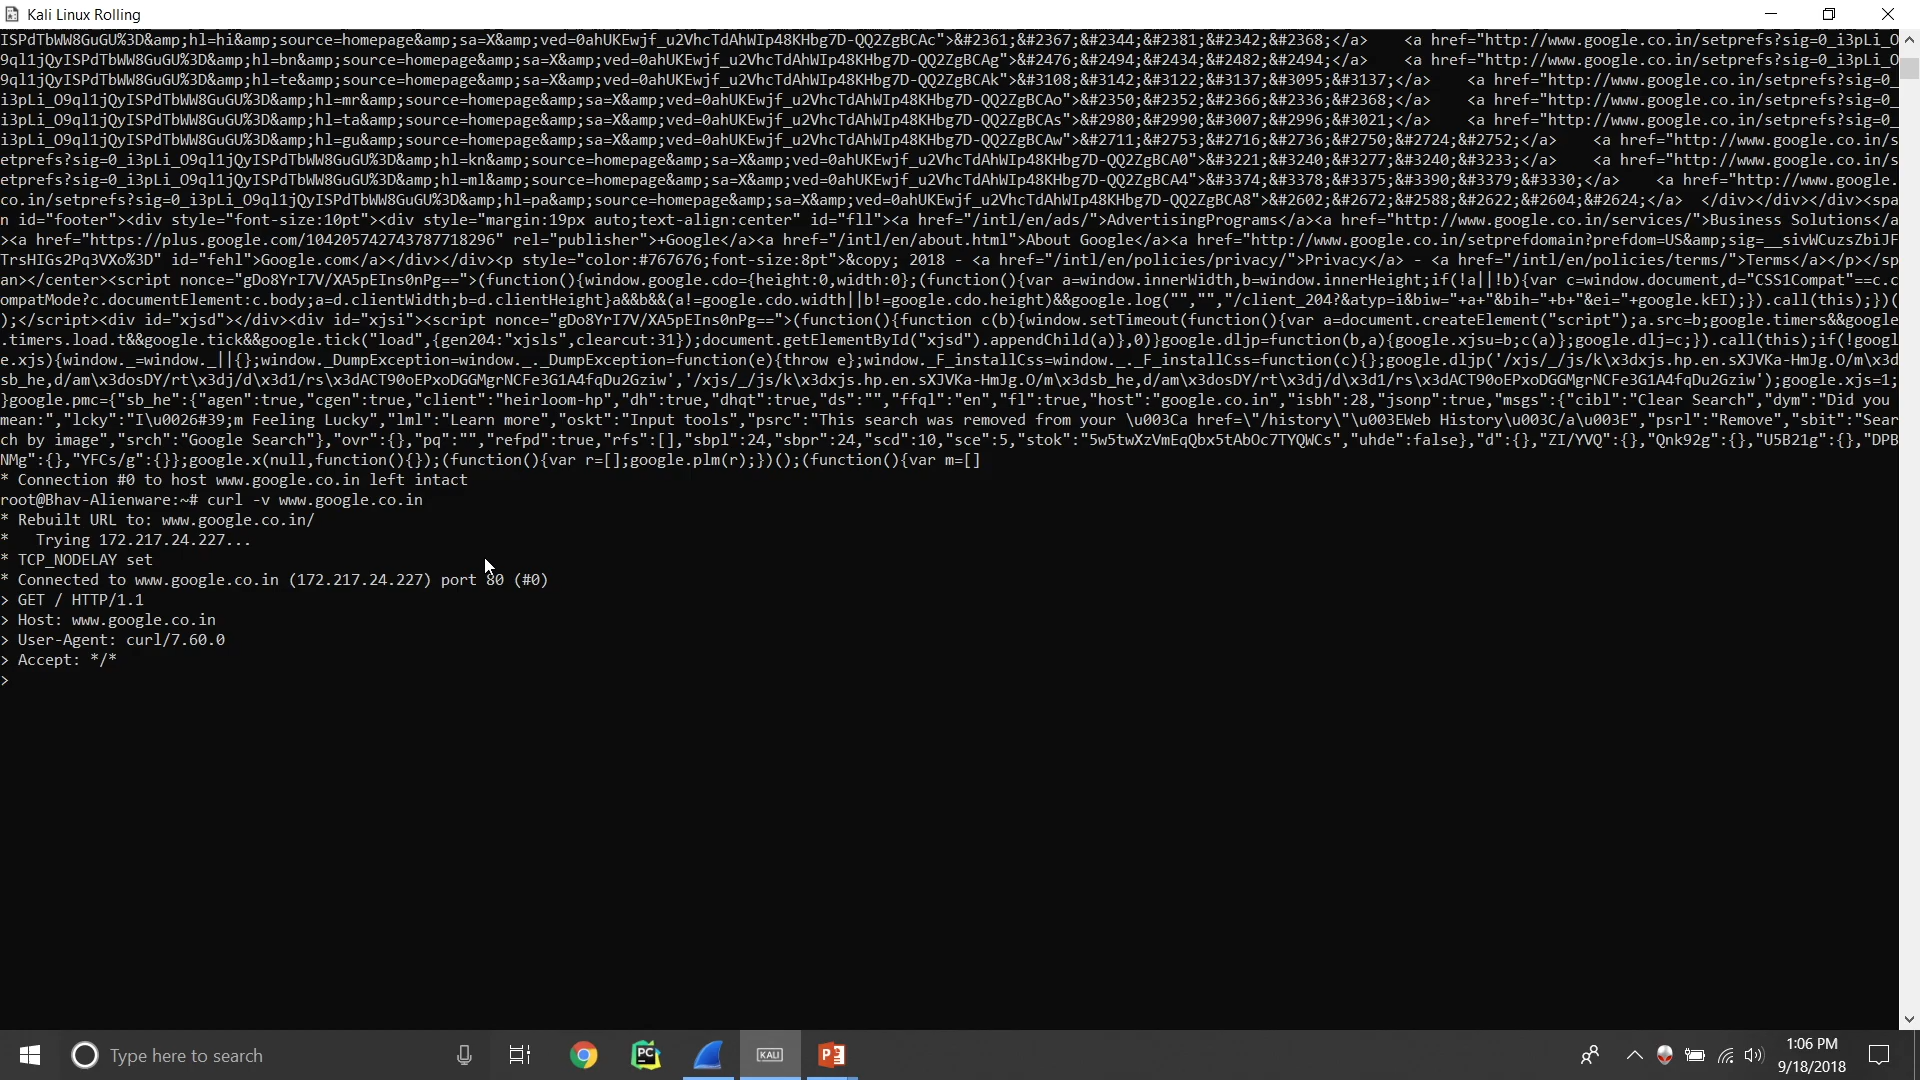 Kali Linux Rolling
ISPdTbWW8GuGU%3D&amp;hl=hi&amp;source=homepage&amp;sa=X&amp;ved=0ahUKEwjf_u2VhcTdAhWIp48KHbg7D-QQ2ZgBCAc">&#2361;&#2367;&#2344;&#2381;&#2342;&#2368;</a>    <a href="http://www.google.co.in/setprefs?sig=0_i3pLi_O
9ql1jQyISPdTbWW8GuGU%3D&amp;hl=bn&amp;source=homepage&amp;sa=X&amp;ved=0ahUKEwjf_u2VhcTdAhWIp48KHbg7D-QQ2ZgBCAg">&#2476;&#2494;&#2434;&#2482;&#2494;</a>    <a href="http://www.google.co.in/setprefs?sig=0_i3pLi_O
9ql1jQyISPdTbWW8GuGU%3D&amp;hl=te&amp;source=homepage&amp;sa=X&amp;ved=0ahUKEwjf_u2VhcTdAhWIp48KHbg7D-QQ2ZgBCAk">&#3108;&#3142;&#3122;&#3137;&#3095;&#3137;</a>    <a href="http://www.google.co.in/setprefs?sig=0_
i3pLi_O9ql1jQyISPdTbWW8GuGU%3D&amp;hl=mr&amp;source=homepage&amp;sa=X&amp;ved=0ahUKEwjf_u2VhcTdAhWIp48KHbg7D-QQ2ZgBCAo">&#2350;&#2352;&#2366;&#2336;&#2368;</a>    <a href="http://www.google.co.in/setprefs?sig=0_
i3pLi_O9ql1jQyISPdTbWW8GuGU%3D&amp;hl=ta&amp;source=homepage&amp;sa=X&amp;ved=0ahUKEwjf_u2VhcTdAhWIp48KHbg7D-QQ2ZgBCAs">&#2980;&#2990;&#3007;&#2996;&#3021;</a>    <a href="http://www.google.co.in/setprefs?sig=0_
i3pLi_O9ql1jQyISPdTbWW8GuGU%3D&amp;hl=gu&amp;source=homepage&amp;sa=X&amp;ved=0ahUKEwjf_u2VhcTdAhWIp48KHbg7D-QQ2ZgBCAw">&#2711;&#2753;&#2716;&#2736;&#2750;&#2724;&#2752;</a>    <a href="http://www.google.co.in/s
etprefs?sig=0_i3pLi_O9ql1jQyISPdTbWW8GuGU%3D&amp;hl=kn&amp;source=homepage&amp;sa=X&amp;ved=0ahUKEwjf_u2VhcTdAhWIp48KHbg7D-QQ2ZgBCA0">&#3221;&#3240;&#3277;&#3240;&#3233;</a>    <a href="http://www.google.co.in/s
etprefs?sig=0_i3pLi_O9ql1jQyISPdTbWW8GuGU%3D&amp;hl=ml&amp;source=homepage&amp;sa=X&amp;ved=0ahUKEwjf_u2VhcTdAhWIp48KHbg7D-QQ2ZgBCA4">&#3374;&#3378;&#3375;&#3390;&#3379;&#3330;</a>    <a href="http://www.google.
co.in/setprefs?sig=0_i3pLi_O9ql1jQyISPdTbWW8GuGU%3D&amp;hl=pa&amp;source=homepage&amp;sa=X&amp;ved=0ahUKEwjf_u2VhcTdAhWIp48KHbg7D-QQ2ZgBCA8">&#2602;&#2672;&#2588;&#2622;&#2604;&#2624;</a>  </div></div></div><spa
n id="footer"><div style="font-size:10pt"><div style="margin:19px auto;text-align:center" id="fll"><a href="/intl/en/ads/">AdvertisingPrograms</a><a href="http://www.google.co.in/services/">Business Solutions</a
><a href="https://plus.google.com/104205742743787718296" rel="publisher">+Google</a><a href="/intl/en/about.html">About Google</a><a href="http://www.google.co.in/setprefdomain?prefdom=US&amp;sig=__sivWCuzsZbiJF
TrsHIGs2Pq3VXo%3D" id="fehl">Google.com</a></div></div><p style="color:#767676;font-size:8pt">&copy; 2018 - <a href="/intl/en/policies/privacy/">Privacy</a> - <a href="/intl/en/policies/terms/">Terms</a></p></sp
an></center><script nonce="gDo8YrI7V/XA5pEIns0nPg==">(function(){window.google.cdo={height:0,width:0};(function(){var a=window.innerWidth,b=window.innerHeight;if(!a||!b){var c=window.document,d="CSS1Compat"==c.c
ompatMode?c.documentElement:c.body;a=d.clientWidth;b=d.clientHeight}a&&b&&(a!=google.cdo.width||b!=google.cdo.height)&&google.log("","","/client_204?&atyp=i&biw="+a+"&bih="+b+"&ei="+google.kEI);}).call(this);})(
);</script><div id="xjsd"></div><div id="xjsi"><script nonce="gDo8YrI7V/XA5pEIns0nPg==">(function(){function c(b){window.setTimeout(function(){var a=document.createElement("script");a.src=b;google.timers&&google
.timers.load.t&&google.tick&&google.tick("load",{gen204:"xjsls",clearcut:31});document.getElementById("xjsd").appendChild(a)},0)}google.dljp=function(b,a){google.xjsu=b;c(a)};google.dlj=c;}).call(this);if(!googl
e.xjs){window._=window._||{};window._DumpException=window._._DumpException=function(e){throw e};window._F_installCss=window._._F_installCss=function(c){};google.dljp('/xjs/_/js/k\x3dxjs.hp.en.sXJVKa-HmJg.O/m\x3d
sb_he,d/am\x3dosDY/rt\x3dj/d\x3d1/rs\x3dACT90oEPxoDGGMgrNCFe3G1A4fqDu2Gziw','/xjs/_/js/k\x3dxjs.hp.en.sXJVKa-HmJg.O/m\x3dsb_he,d/am\x3dosDY/rt\x3dj/d\x3d1/rs\x3dACT90oEPxoDGGMgrNCFe3G1A4fqDu2Gziw');google.xjs=1;
}google.pmc={"sb_he":{"agen":true,"cgen":true,"client":"heirloom-hp","dh":true,"dhqt":true,"ds":"","ffql":"en","fl":true,"host":"google.co.in","isbh":28,"jsonp":true,"msgs":{"cibl":"Clear Search","dym":"Did you 
mean:","lcky":"I\u0026#39;m Feeling Lucky","lml":"Learn more","oskt":"Input tools","psrc":"This search was removed from your \u003Ca href=\"/history\"\u003EWeb History\u003C/a\u003E","psrl":"Remove","sbit":"Sear
ch by image","srch":"Google Search"},"ovr":{},"pq":"","refpd":true,"rfs":[],"sbpl":24,"sbpr":24,"scd":10,"sce":5,"stok":"5w5twXzVmEqQbx5tAbOc7TYQWCs","uhde":false},"d":{},"ZI/YVQ":{},"Qnk92g":{},"U5B21g":{},"DPB
NMg":{},"YFCs/g":{}};google.x(null,function(){});(function(){var r=[];google.plm(r);})();(function(){var m=[]
* Connection #0 to host www.google.co.in left intact
root@Bhav-Alienware:~# curl -v www.google.co.in
* Rebuilt URL to: www.google.co.in/
*   Trying 172.217.24.227...
* TCP_NODELAY set
* Connected to www.google.co.in (172.217.24.227) port 80 (#0)
> GET / HTTP/1.1
> Host: www.google.co.in
> User-Agent: curl/7.60.0
> Accept: */*
>
Type here to search
PC
KALI
1:06 PM
9/18/2018